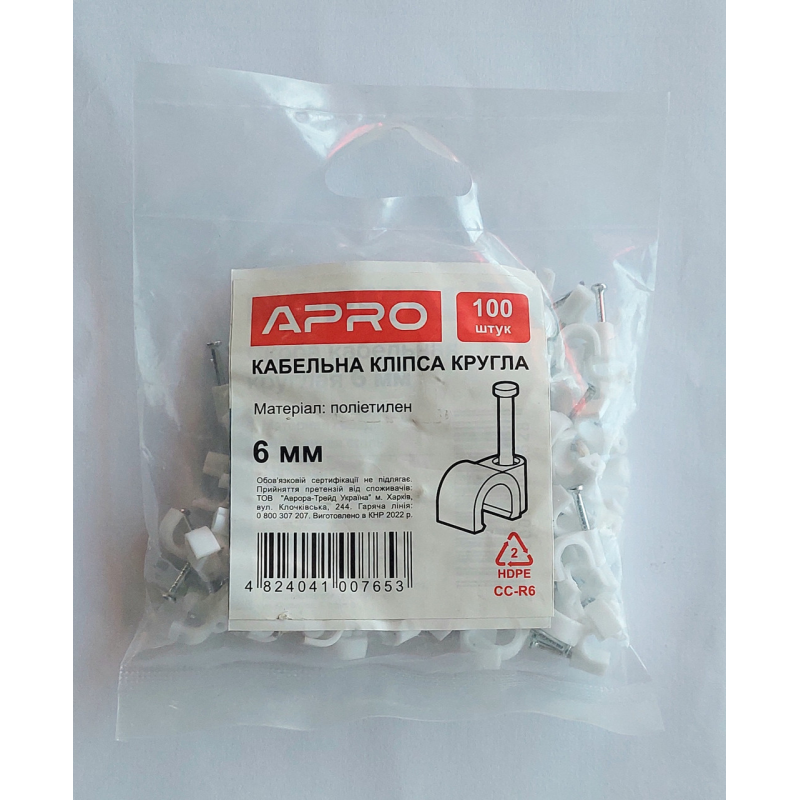 APRO
100
штук
КАБЕЛЬНА КЛІПСА КРУГЛА
Матеріал: поліетилен
6 мм
Обов'язковій сертифікації не підлягає.
Прийняття претензій від споживачів:
ТОВ "Аврора-Трейд Україна" м. Харків,
вул. Клочківська, 244. Гаряча лінія:
0 800 307 207. Виготовлено в КНР 2022 р.
4 824041 007653
2
HDPE
CC-R6